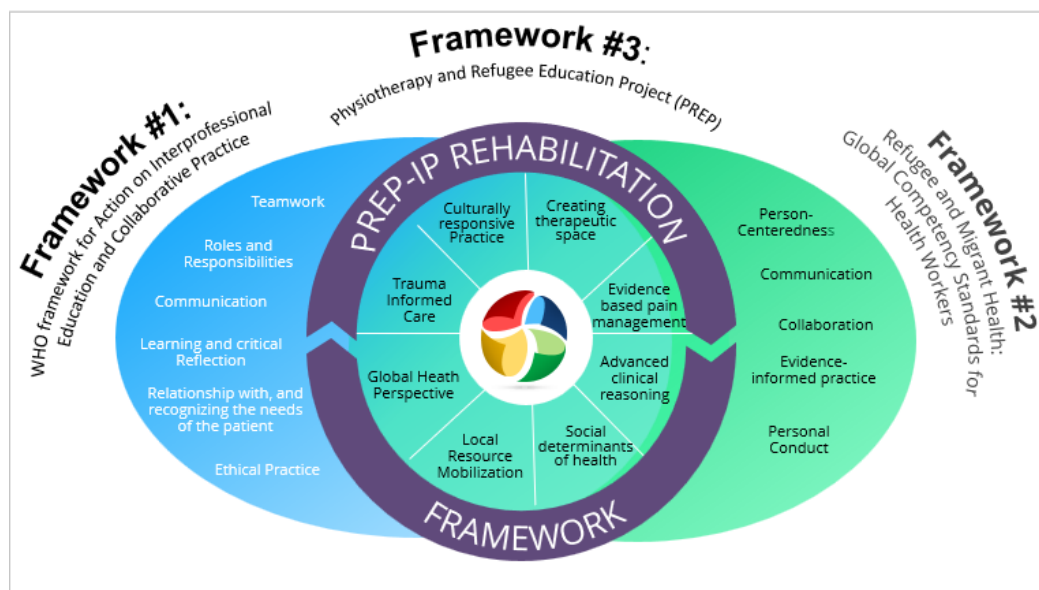 Framework #3:
Physiotherapy and Refugee Education Project (PREP)
Framework #1:
WHO framework for Action on Interprofessional
Education and Collaborative Practice
Framework #2
Refugee and Migrant Health:
Global Competency Standards for
Health Workers
PREP-IP REHABILITATION
FRAMEWORK
Teamwork
Roles and
Responsibilities
Communication
Learning and critical
Reflection
Relationship with, and
recognizing the needs
of the patient
Ethical Practice
Culturally
responsive
Practice
Creating
therapeutic
space
Trauma
Informed
Care
Evidence
based pain
management
Global Heath
Perspective
Advanced
clinical
reasoning
Local
Resource
Mobilization
Social
determinants
of health
Person-
Centeredness
Communication
Collaboration
Evidence-
informed practice
Personal
Conduct